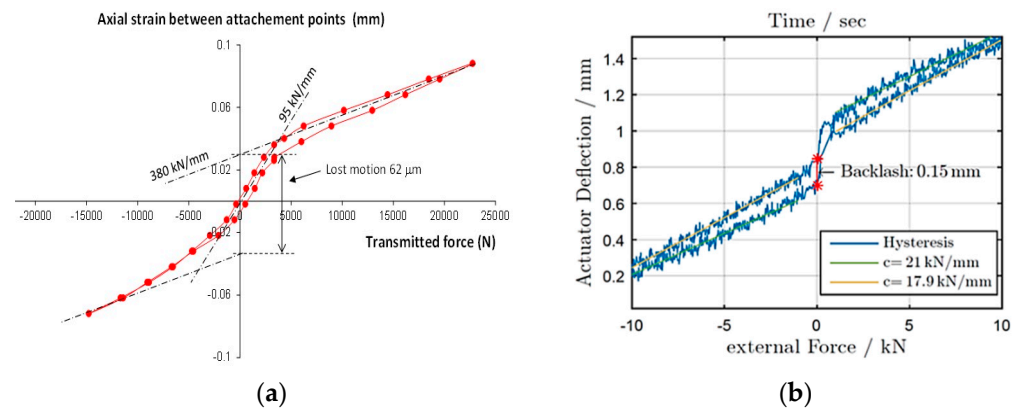 Axial strain between attachement points (mm)
0.1
0.06
0.02
-0.02
-0.06
-0.1
-20000 -15000 -10000 -5000 0 5000 10000 15000 20000 25000
95 kN/mm
380 kN/mm
Lost motion 62 µm
Transmitted force (N)
(a)
Time / sec
Actuator Deflection / mm
1.4
1.2
1
0.8
0.6
0.4
0.2
Backlash: 0.15 mm
Hysteresis
c= 21 kN/mm
c= 17.9 kN/mm
-10 -5 0 5 10
external Force / kN
(b)